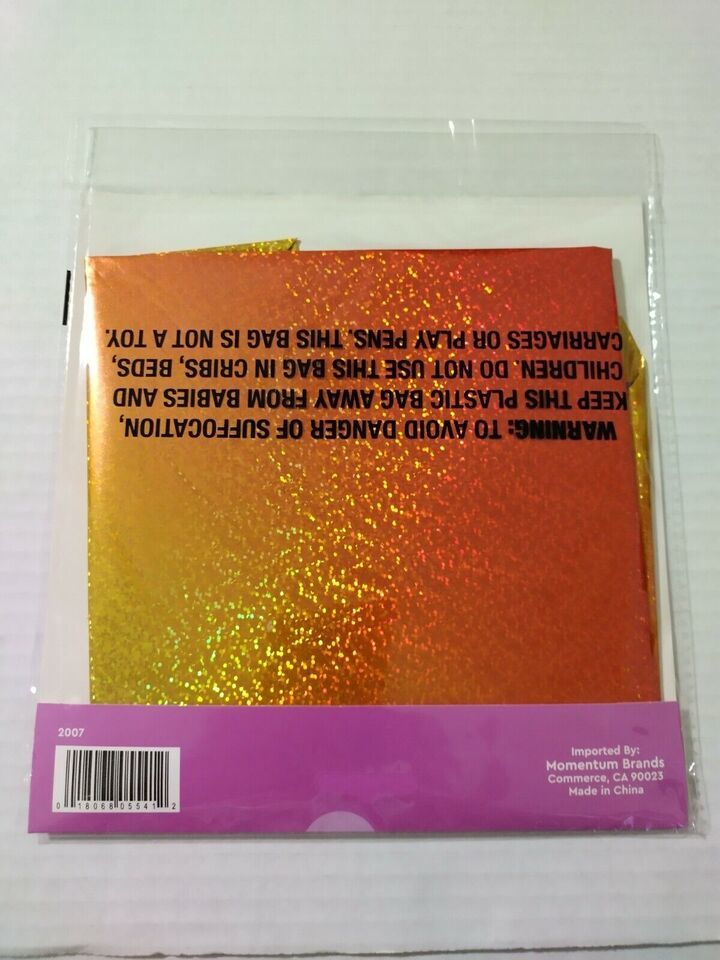 WARNING: TO AVOID DANGER OF SUFFOCATION,
KEEP THIS PLASTIC BAG AWAY FROM BABIES AND
CHILDREN. DO NOT USE THIS BAG IN CRIBS, BEDS,
CARRIAGES OR PLAY PENS. THIS BAG IS NOT A TOY.
2007
0 18068 05541 2
Imported By:
Momentum Brands
Commerce, CA 90023
Made in China